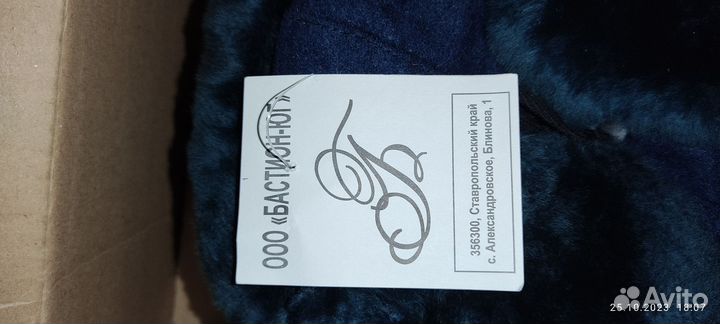 ООО «БАСТИОН-ЮГ»
Б
356300, Ставропольский край
с. Александровское, Блинова, 1
Avito
25.10.2023 18:07